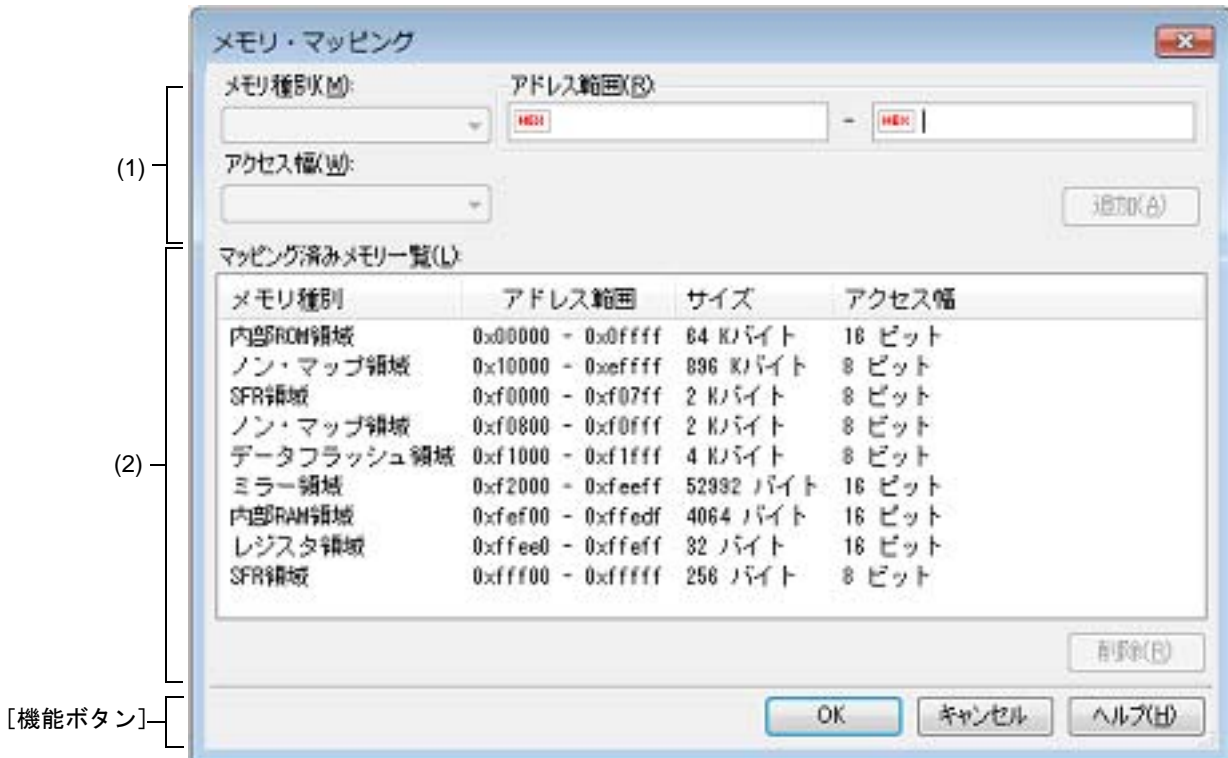 メモリ・マッピング
メモリ種別(M): アドレス範囲(R)
HEX - HEX
(1)
アクセス幅(W):
追加(A)
マッピング済みメモリ一覧(L):
メモリ種別 アドレス範囲 サイズ アクセス幅
内部ROM領域 0x00000 - 0x0ffff 64 Kバイト 16 ビット
ノン・マップ領域 0x10000 - 0xeffff 896 Kバイト 8 ビット
SFR領域 0xf0000 - 0xf07ff 2 Kバイト 8 ビット
ノン・マップ領域 0xf0800 - 0xf0fff 2 Kバイト 8 ビット
(2)
データフラッシュ領域 0xf1000 - 0xf1fff 4 Kバイト 8 ビット
ミラー領域 0xf2000 - 0xfeeff 52992 バイト 16 ビット
内部RAM領域 0xfef00 - 0xffedf 4064 バイト 16 ビット
レジスタ領域 0xffee0 - 0xffeff 32 バイト 16 ビット
SFR領域 0xfff00 - 0xfffff 256 バイト 8 ビット
削除(R)
[機能ボタン]
OK キャンセル ヘルプ(H)